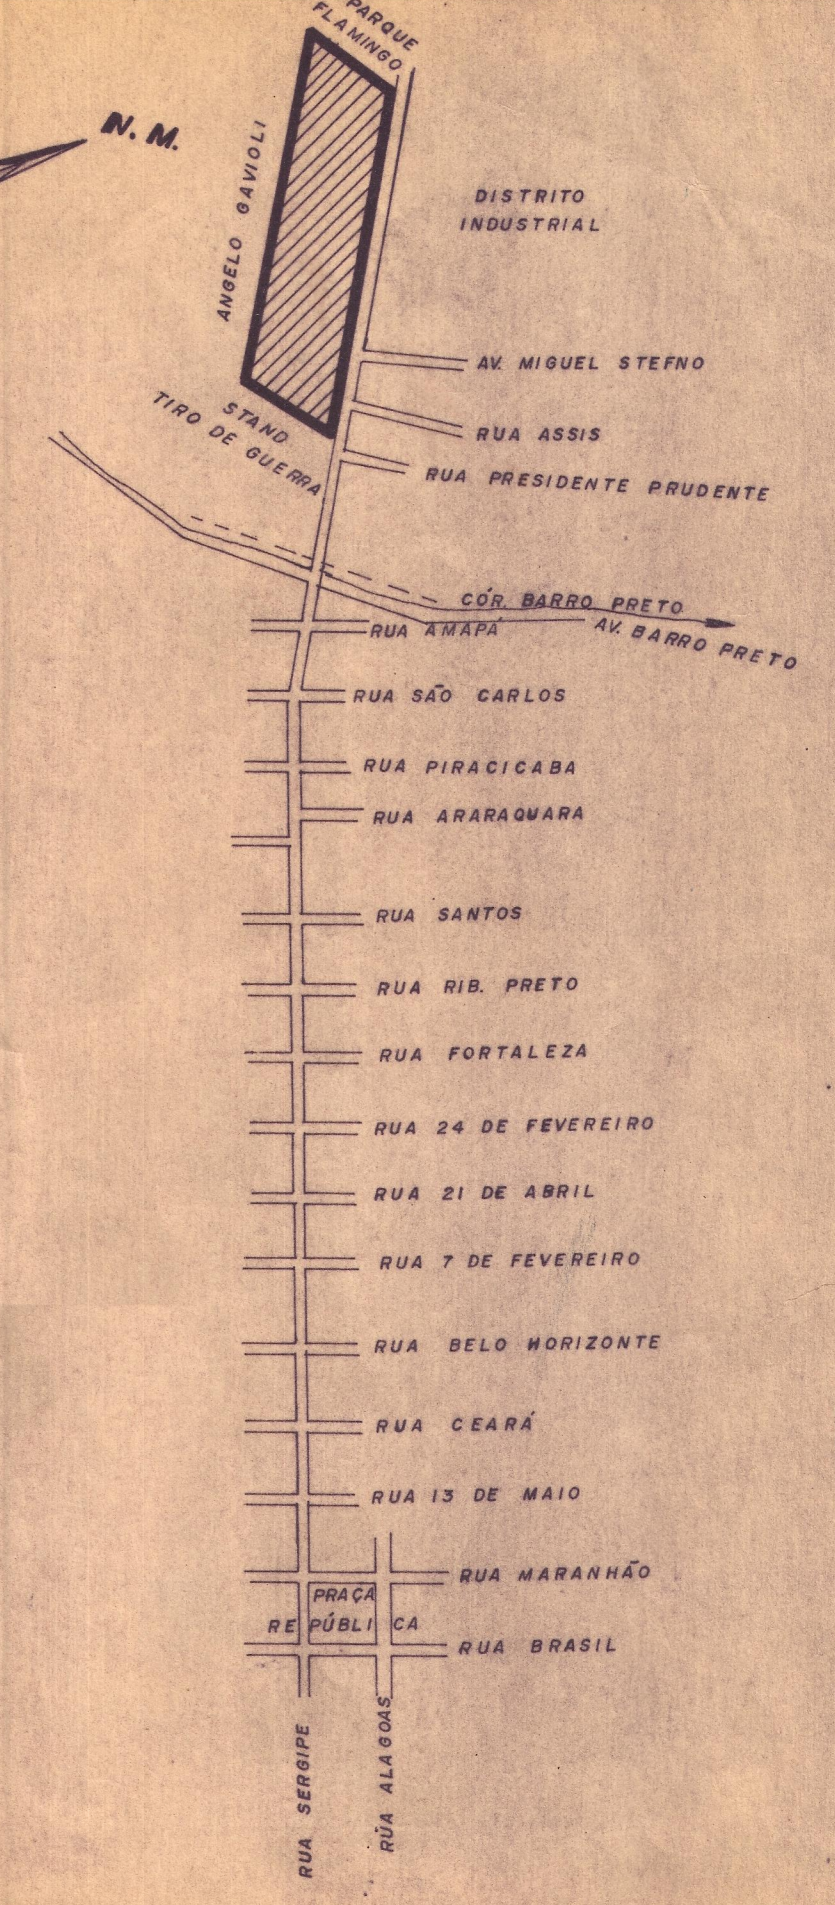 PARQUE
FLAMINGO
N. M.
ANGELO GAVIOLI
DISTRITO
INDUSTRIAL
AV. MIGUEL STEFNO
RUA ASSIS
STAND
TIRO DE GUERRA
RUA PRESIDENTE PRUDENTE
CÓR. BARRO PRETO
AV. BARRO PRETO
RUA AMAPÁ
RUA SÃO CARLOS
RUA PIRACICABA
RUA ARARAQUARA
RUA SANTOS
RUA RIB. PRETO
RUA FORTALEZA
RUA 24 DE FEVEREIRO
RUA 21 DE ABRIL
RUA 7 DE FEVEREIRO
RUA BELO HORIZONTE
RUA CEARÁ
RUA 13 DE MAIO
RUA MARANHÃO
PRAÇA
REPÚBLICA
RUA BRASIL
RUA SERGIPE
RUA ALAGOAS